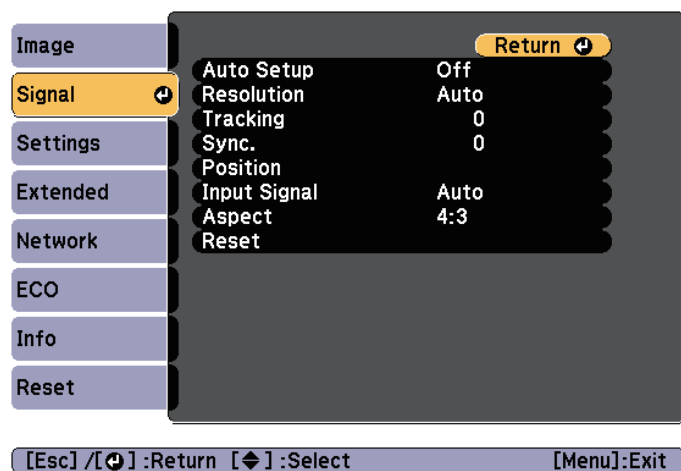 Image
Signal
Settings
Extended
Network
ECO
Info
Reset
Return
Auto Setup Off
Resolution Auto
Tracking 0
Sync. 0
Position
Input Signal Auto
Aspect 4:3
Reset
[Esc] /[ ] :Return [ ] :Select [Menu]:Exit